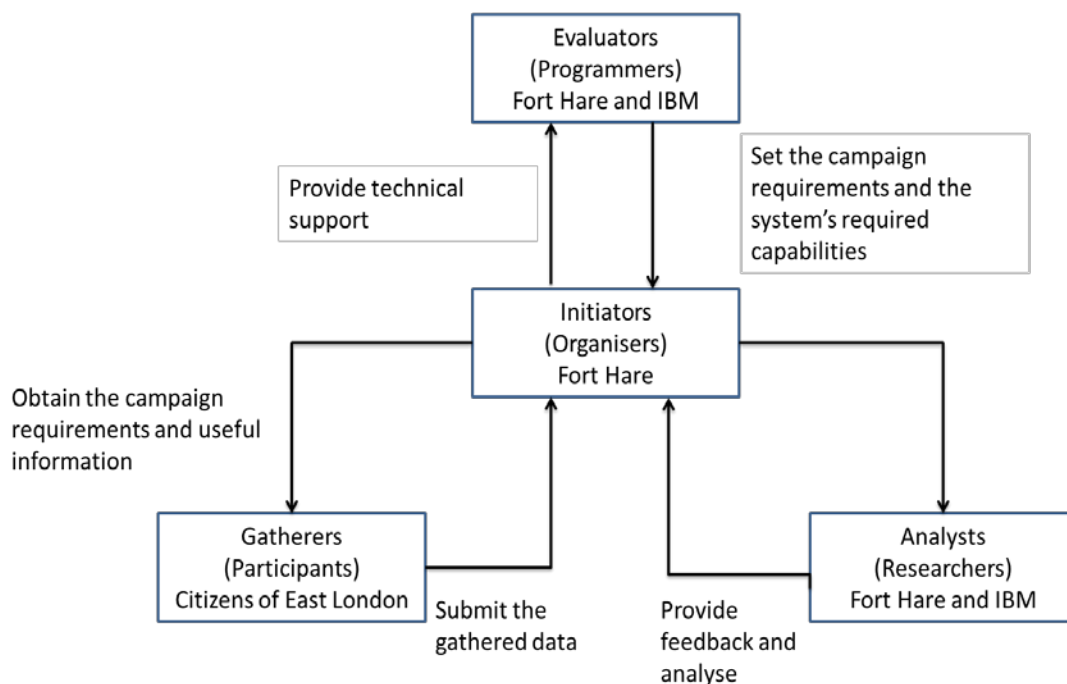 Evaluators
(Programmers)
Fort Hare and IBM
Provide technical
support
Set the campaign
requirements and the
system's required
capabilities
Initiators
(Organisers)
Fort Hare
Obtain the campaign
requirements and useful
information
Gatherers
(Participants)
Citizens of East London
Analysts
(Researchers)
Fort Hare and IBM
Submit the
gathered data
Provide
feedback and
analyse